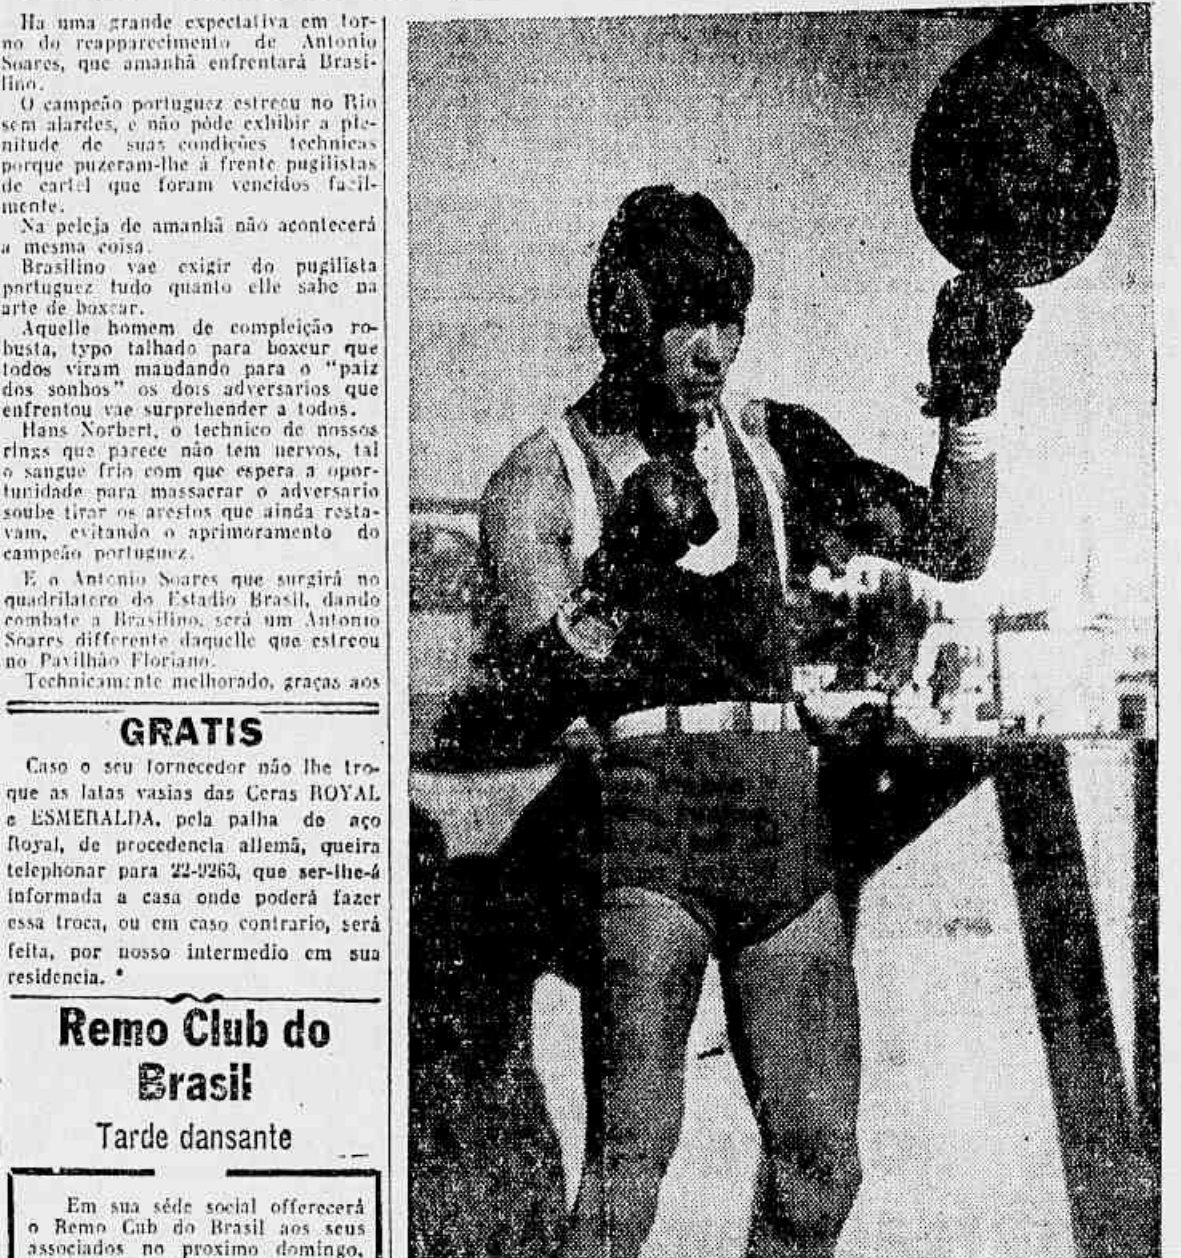 Ha uma grande expectativa em tor-
no do reapparecimento de Antonio
Soares, que amanhã enfrentará Brasi-
lino.
O campeão portuguez estreou no Rio
sem alardes, e não pôde exhibir a ple-
nitude de suas condições technicas
porque puzeram-lhe á frente pugilistas
de cartel que foram vencidos facil-
mente.
Na peleja de amanhã não acontecerá
a mesma coisa.
Brasilino vae exigir do pugilista
portuguez tudo quanto elle sabe na
arte de boxear.
Aquelle homem de compleição ro-
busta, typo talhado para boxeur que
todos viram maudando para o "paiz
dos sonhos" os dois adversarios que
enfrentou vae surprehender a todos.
Hans Norbert, o technico de nossos
rings que parece não tem nervos, tal
o sangue frio com que espera a opor-
tunidade para massacrar o adversario
soube tirar os arestos que ainda resta-
vam, evitando o aprimoramento do
campeão portuguez.
E o Antonio Soares que surgirá no
quadrilatero do Estadio Brasil, dando
combate a Brasilino, será um Antonio
Soares differente daquelle que estreou
no Pavilhão Floriano.
Technicamente melhorado, graças aos
GRATIS
Caso o seu fornecedor não lhe tro-
que as latas vasias das Ceras ROYAL
e ESMERALDA, pela palha de aço
Royal, de procedencia allemã, queira
telephonar para 22-9263, que ser-lhe-á
informada a casa onde poderá fazer
essa troca, ou em caso contrario, será
feita, por nosso intermedio em sua
residencia. *
Remo Club do
Brasil
Tarde dansante
Em sua séde social offerecerá
o Remo Cub do Brasil aos seus
associados no proximo domingo,